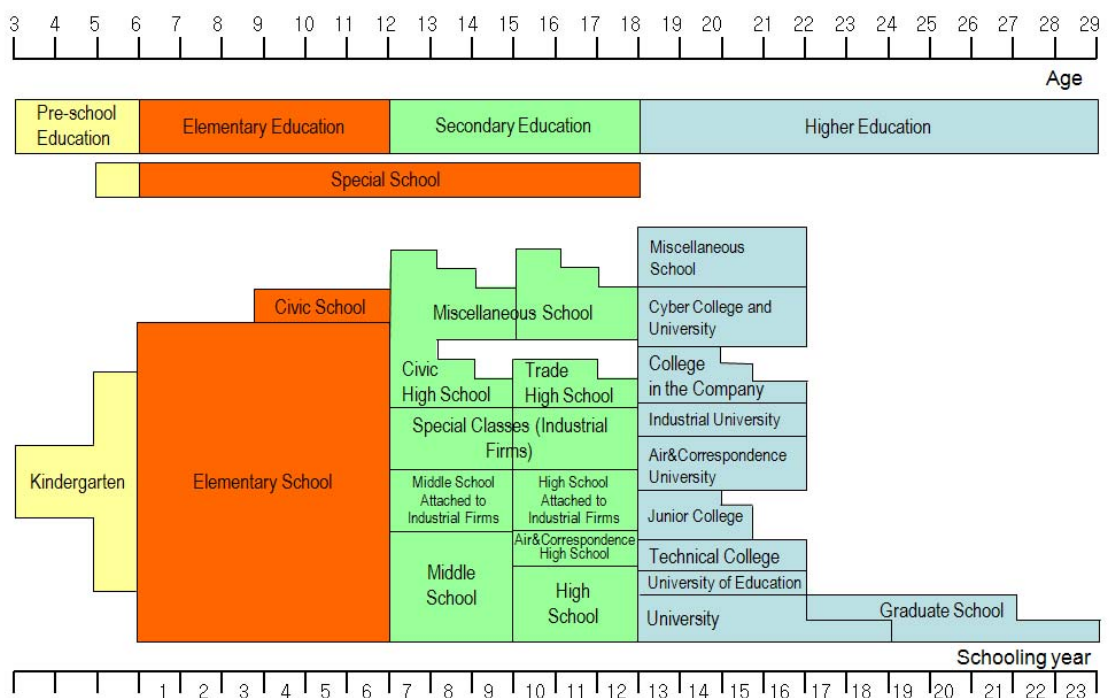 3 4 5 6 7 8 9 10 11 12 13 14 15 16 17 18 19 20 21 22 23 24 25 26 27 28 29
Age
Pre-school
Education
Elementary Education
Secondary Education
Higher Education
Special School
Miscellaneous
School
Civic School
Miscellaneous School
Cyber College and
University
Civic
High School
Trade
High School
College
in the Company
Special Classes (Industrial
Firms)
Industrial University
Air&Correspondence
University
Kindergarten
Elementary School
Middle School
Attached to
Industrial Firms
High School
Attached to
Industrial Firms
Junior College
Air&Correspondence
High School
Technical College
Middle
School
High
School
University of Education
University
Graduate School
Schooling year
1 2 3 4 5 6 7 8 9 10 11 12 13 14 15 16 17 18 19 20 21 22 23